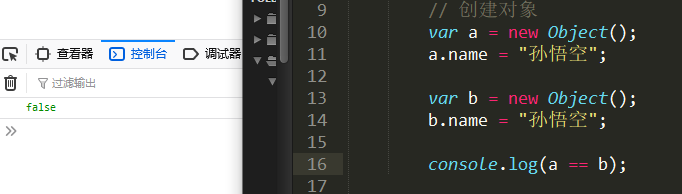 查看器 控制台 调试器
过滤输出
false
9 // 创建对象
10 var a = new Object();
11 a.name = "孙悟空";
12
13 var b = new Object();
14 b.name = "孙悟空";
15
16 console.log(a == b);
17